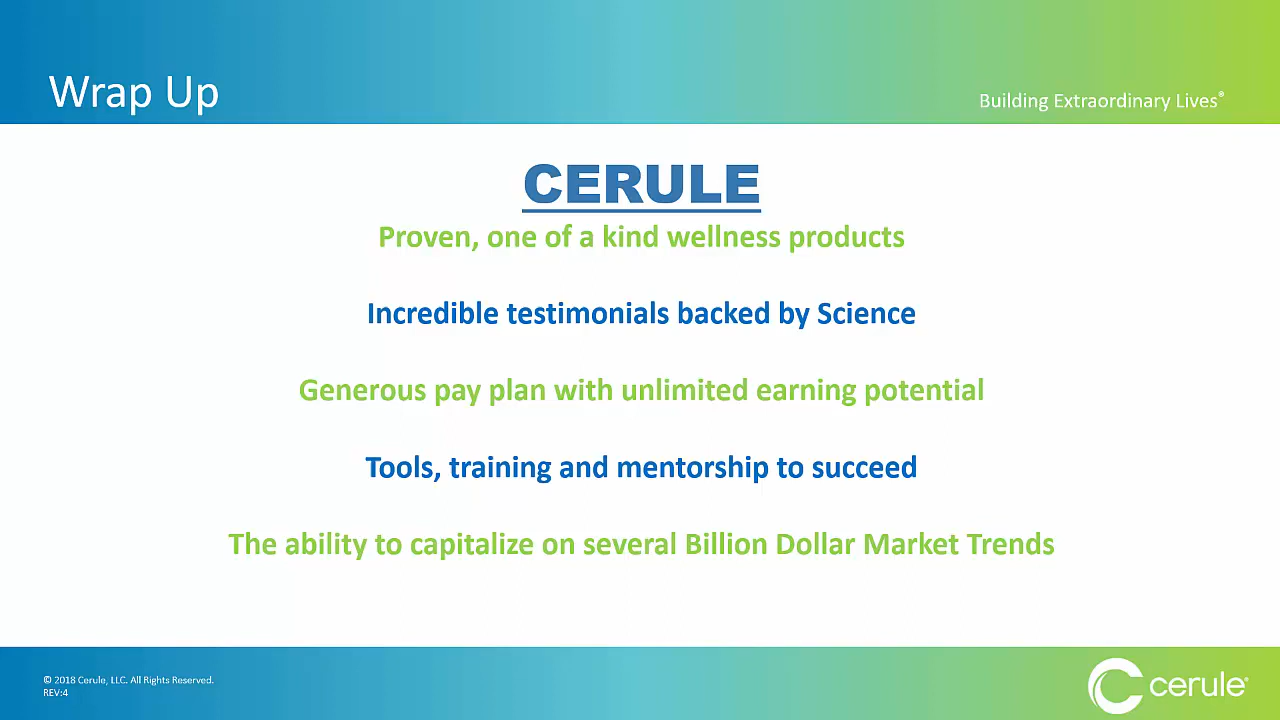 Wrap Up
Building Extraordinary Lives®
CERULE
Proven, one of a kind wellness products
Incredible testimonials backed by Science
Generous pay plan with unlimited earning potential
Tools, training and mentorship to succeed
The ability to capitalize on several Billion Dollar Market Trends
© 2018 Cerule, LLC. All Rights Reserved.
REV:4
cerule®